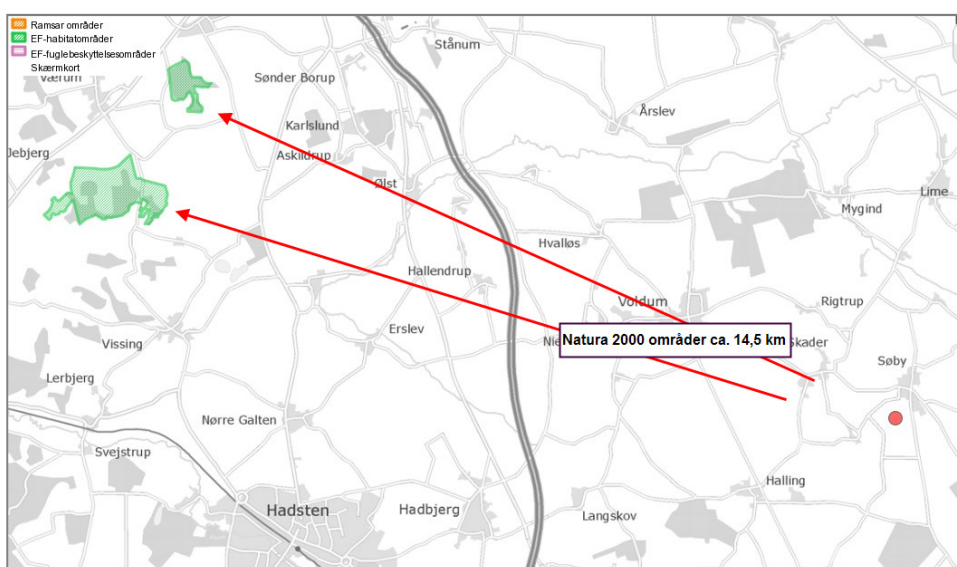 Ramsar områder
EF-habitatområder
EF-fuglebeskyttelsesområder
Skærmkort
Værum
Stånum
Sønder Borup
Årslev
Karlslund
Jebjerg
Askildrup
Ølst
Lime
Mygind
Hvalløs
Hallendrup
Voldum
Rigtrup
Erslev
Vissing
Nie
Natura 2000 områder ca. 14,5 km
Skader
Søby
Lerbjerg
Nørre Galten
Svejstrup
Halling
Hadsten
Hadbjerg
Langskov